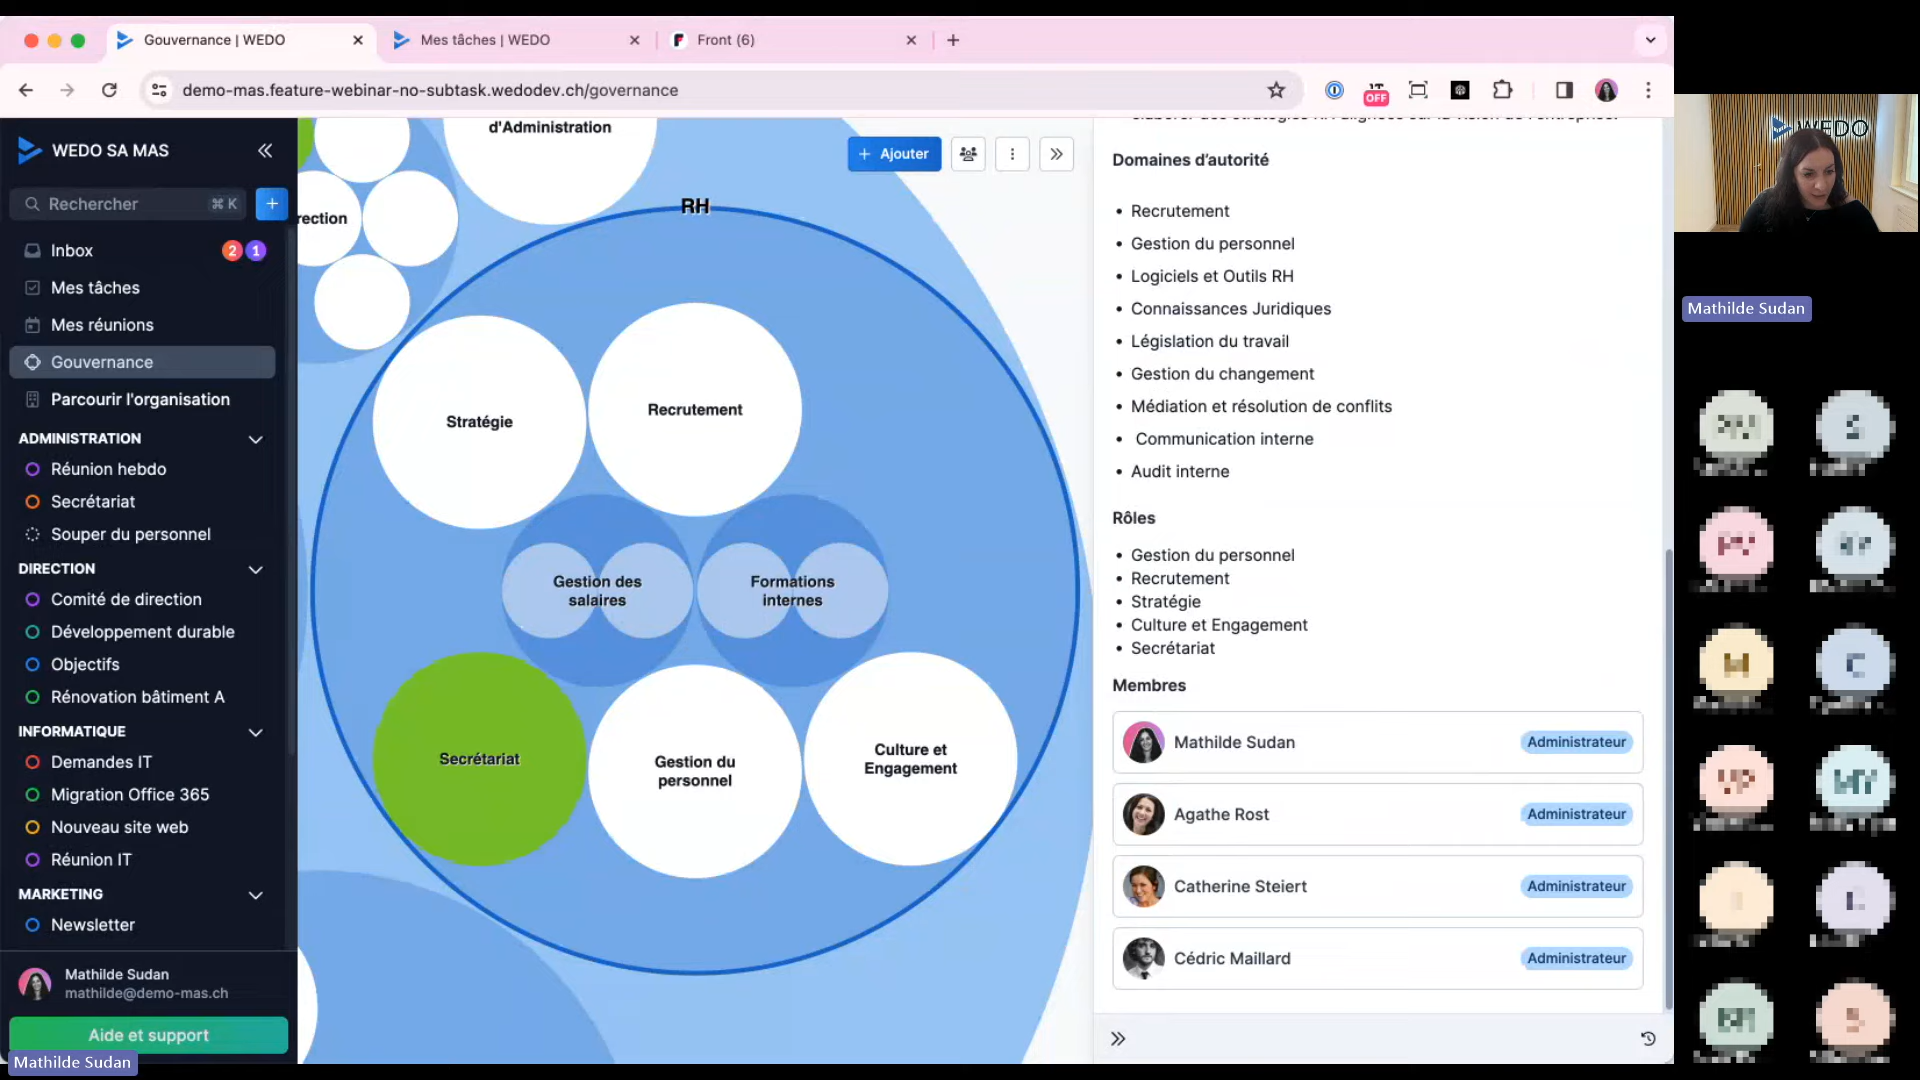 Gouvernance | WEDO
Mes tâches | WEDO
Front (6)
demo-mas.feature-webinar-no-subtask.wedodev.ch/governance
OFF
WEDO SA MAS
Rechercher
⌘ K
Inbox
2
1
Mes tâches
Mes réunions
Gouvernance
Parcourir l'organisation
ADMINISTRATION
Réunion hebdo
Secrétariat
Souper du personnel
DIRECTION
Comité de direction
Développement durable
Objectifs
Rénovation bâtiment A
INFORMATIQUE
Demandes IT
Migration Office 365
Nouveau site web
Réunion IT
MARKETING
Newsletter
Mathilde Sudan
mathilde@demo-mas.ch
Aide et support
Mathilde Sudan
d'Administration
rection
RH
Stratégie
Recrutement
Gestion des
salaires
Formations
internes
Secrétariat
Gestion du
personnel
Culture et
Engagement
+ Ajouter
Domaines d’autorité
• Recrutement
• Gestion du personnel
• Logiciels et Outils RH
• Connaissances Juridiques
• Législation du travail
• Gestion du changement
• Médiation et résolution de conflits
• Communication interne
• Audit interne
Rôles
• Gestion du personnel
• Recrutement
• Stratégie
• Culture et Engagement
• Secrétariat
Membres
Mathilde Sudan
Administrateur
Agathe Rost
Administrateur
Catherine Steiert
Administrateur
Cédric Maillard
Administrateur
WEDO
Mathilde Sudan